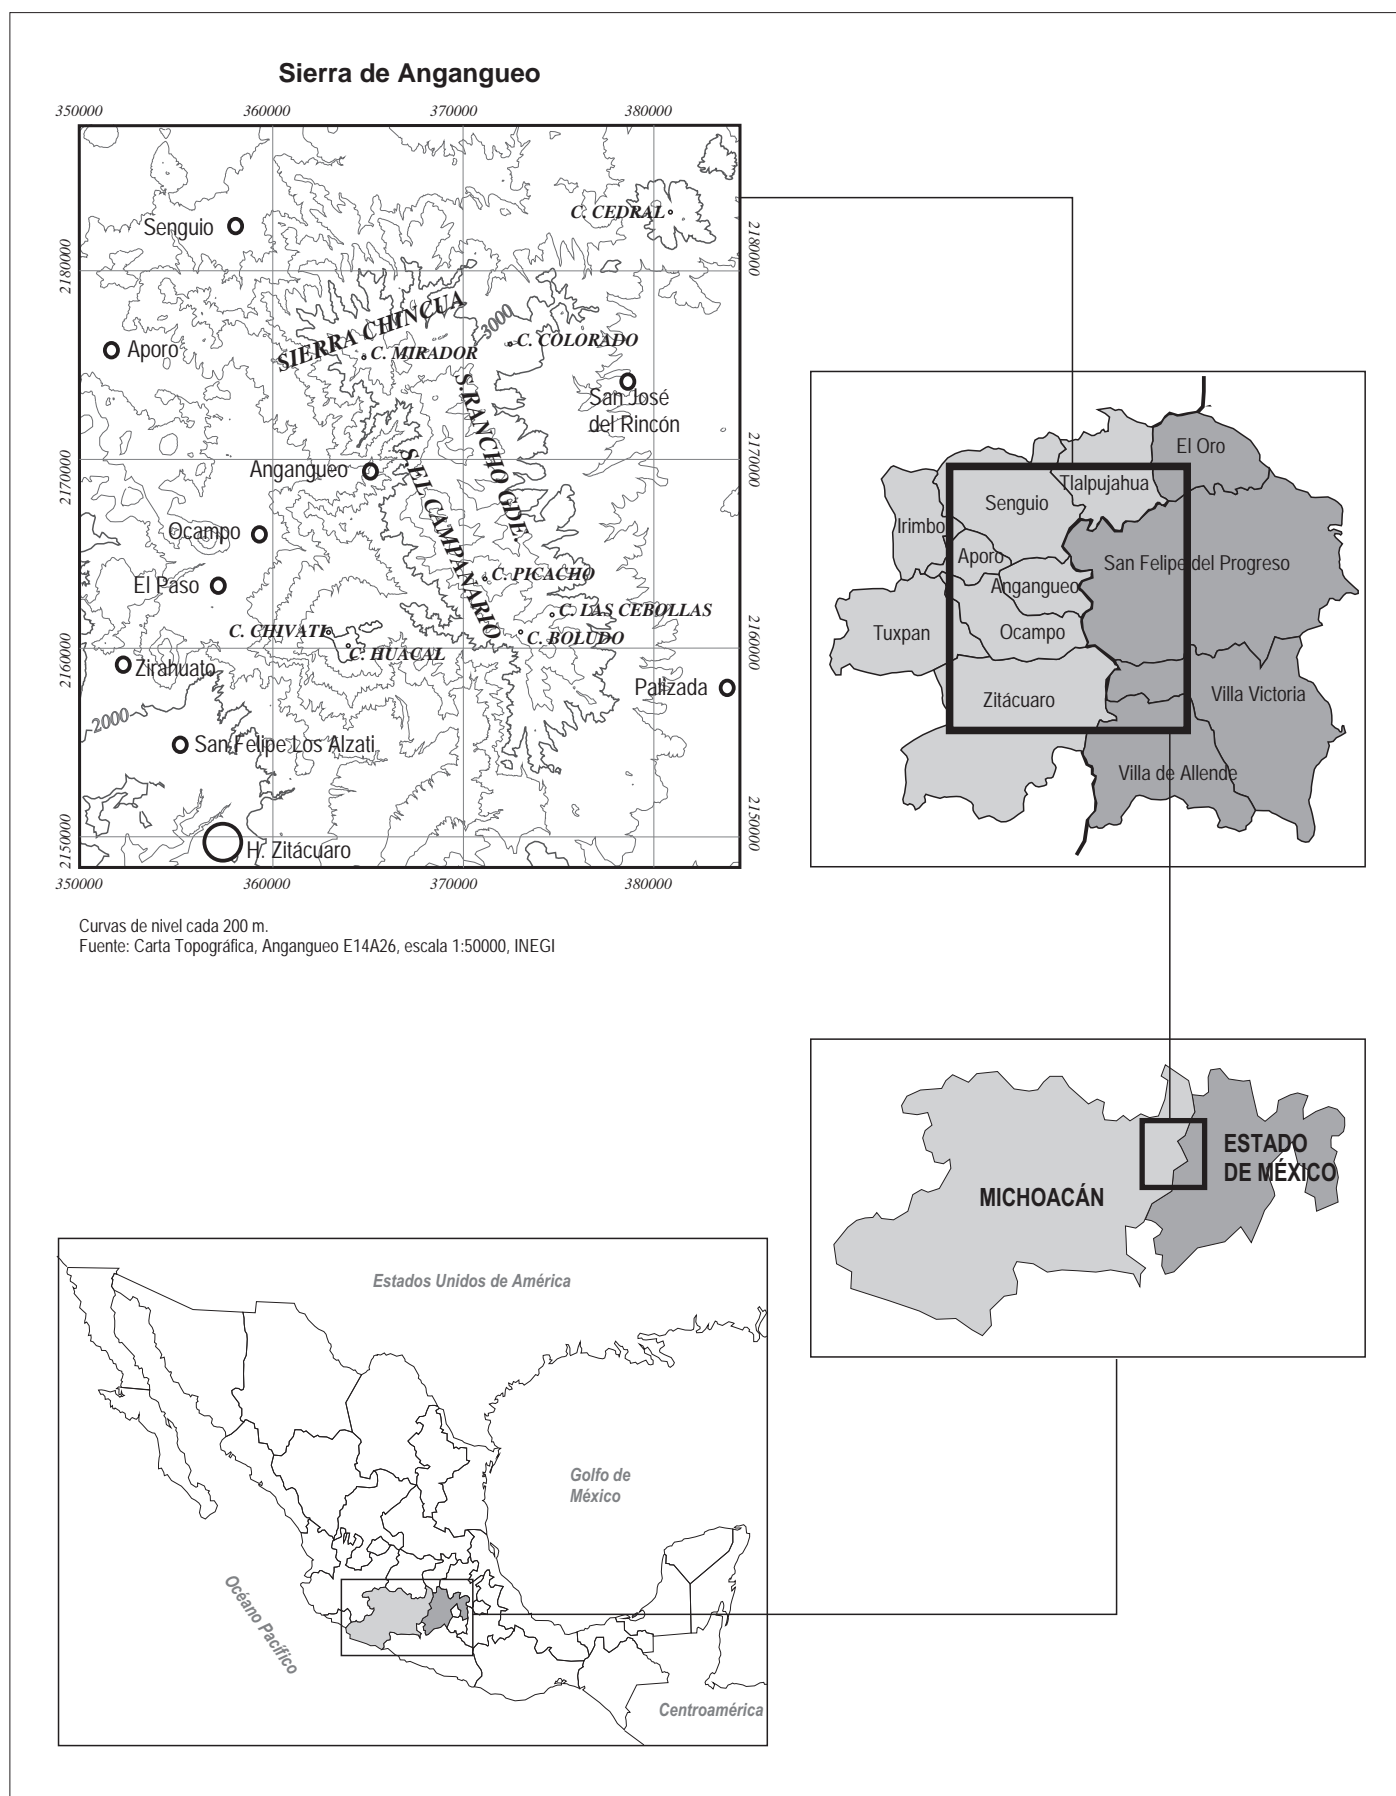 Sierra de Angangueo
350000
360000
370000
380000
C. CEDRAL
Senguio
2180000
2180000
SIERRA CHINCUA
3000
C. COLORADO
Aporo
C. MIRADOR
San José
del Rincón
S. RANCHO GDE.
2170000
2170000
Angangueo
S.EL CAMPANARIO
Ocampo
C. PICACHO
El Paso
C. LAS CEBOLLAS
C. CHIVATI
C. BOLUDO
2160000
2160000
C. HUACAL
Zirahuato
Palizada
2000
San Felipe Los Alzati
2150000
2150000
H. Zitácuaro
350000
360000
370000
380000
Curvas de nivel cada 200 m.
Fuente: Carta Topográfica, Angangueo E14A26, escala 1:50000, INEGI
El Oro
Tlalpujahua
Senguio
Irimbo
Aporo
San Felipe del Progreso
Angangueo
Tuxpan
Ocampo
Zitácuaro
Villa Victoria
Villa de Allende
ESTADO
DE MÉXICO
MICHOACÁN
Estados Unidos de América
Golfo de
México
Océano Pacífico
Centroamérica